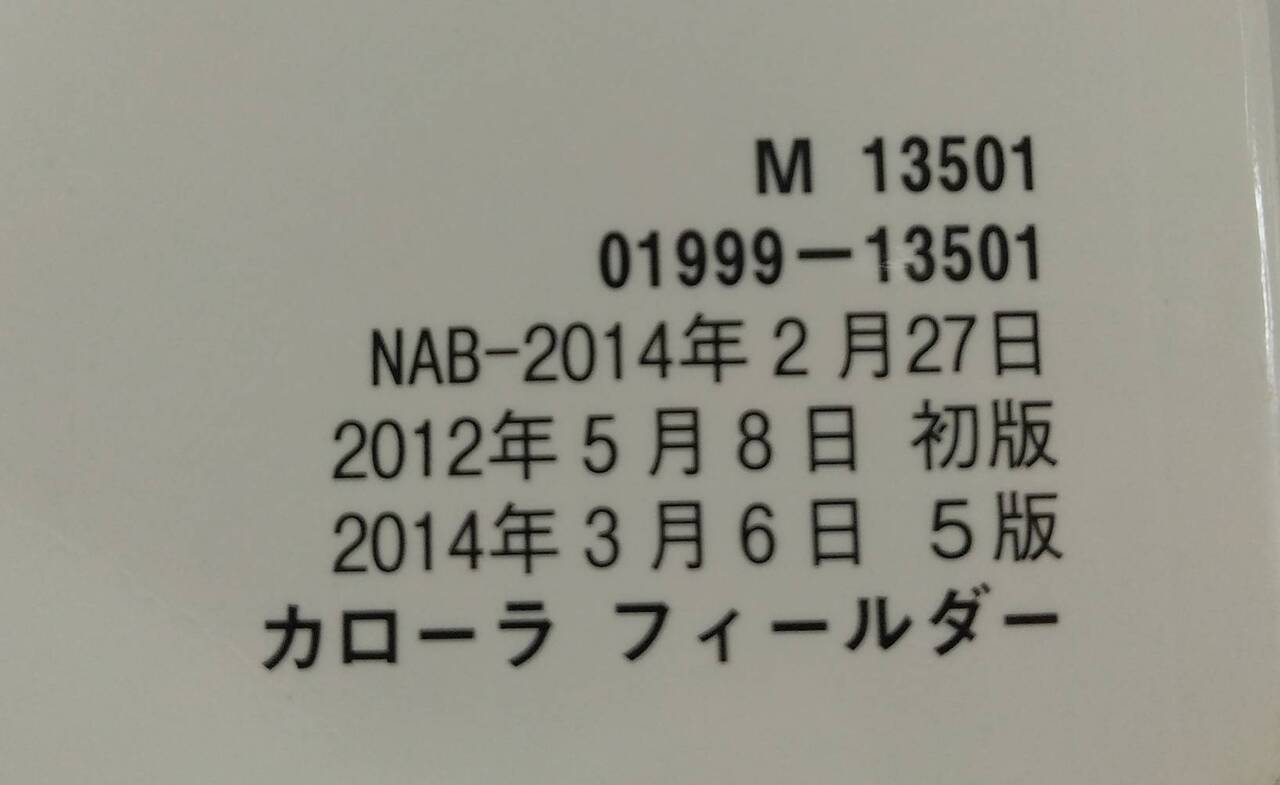 M 13501
01999-13501
NAB-2014年2月27日
2012年5月8日 初版
2014年3月6日 5版
カローラ フィールダー